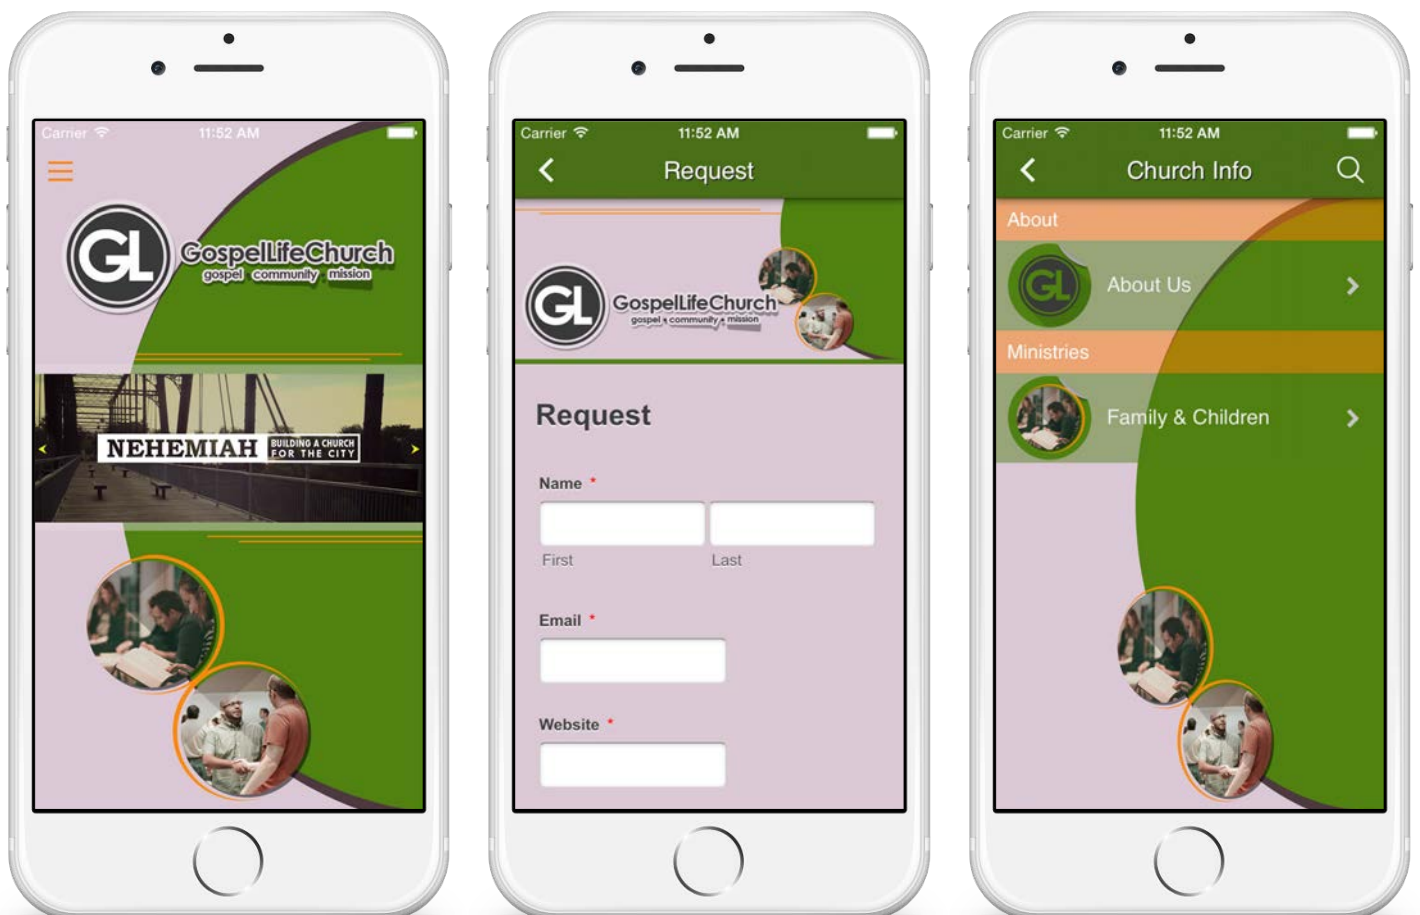 Carrier 11:52 AM
GL
GospelLifeChurch
gospel community mission
NEHEMIAH BUILDING A CHURCH
FOR THE CITY
Carrier 11:52 AM
Request
GL
GospelLifeChurch
gospel • community • mission
Request
Name *
First Last
Email *
Website *
Carrier 11:52 AM
Church Info
About
GL
About Us
Ministries
Family & Children